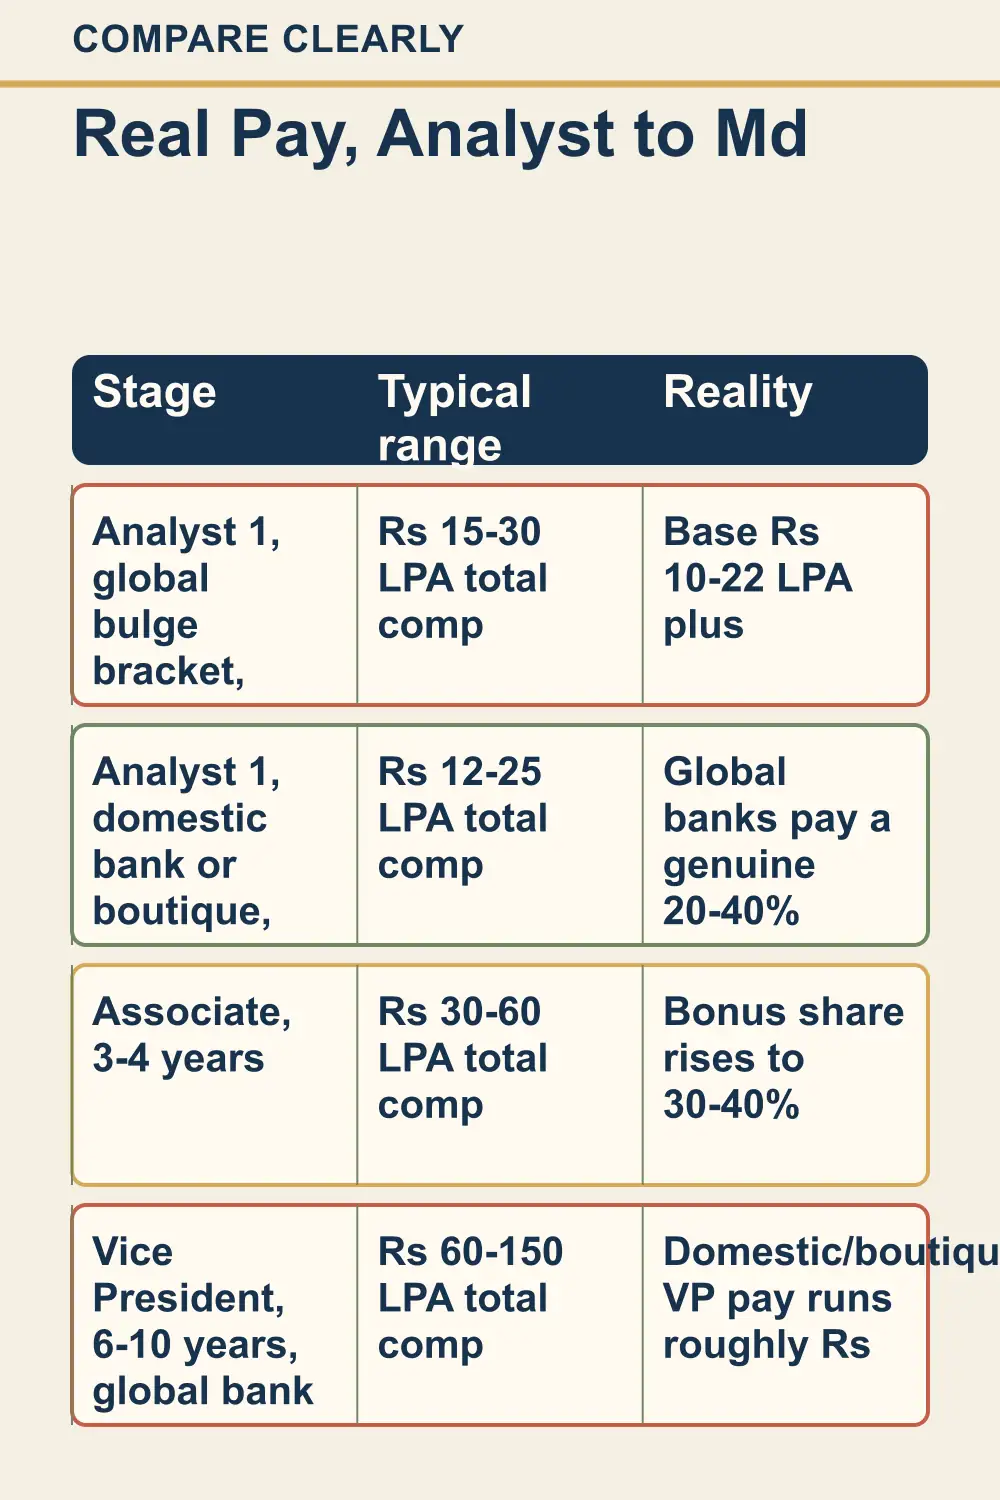 COMPARE CLEARLY
Real Pay, Analyst to Md
Stage
Typical
range
Reality
Analyst 1,
global
bulge
bracket,
Rs 15-30
LPA total
comp
Base Rs
10-22 LPA
plus
Analyst 1,
domestic
bank or
boutique,
Rs 12-25
LPA total
comp
Global
banks pay a
genuine
20-40%
Associate,
3-4 years
Rs 30-60
LPA total
comp
Bonus share
rises to
30-40%
Vice
President,
6-10 years,
global bank
Rs 60-150
LPA total
comp
Domestic/boutiqu
VP pay runs
roughly Rs